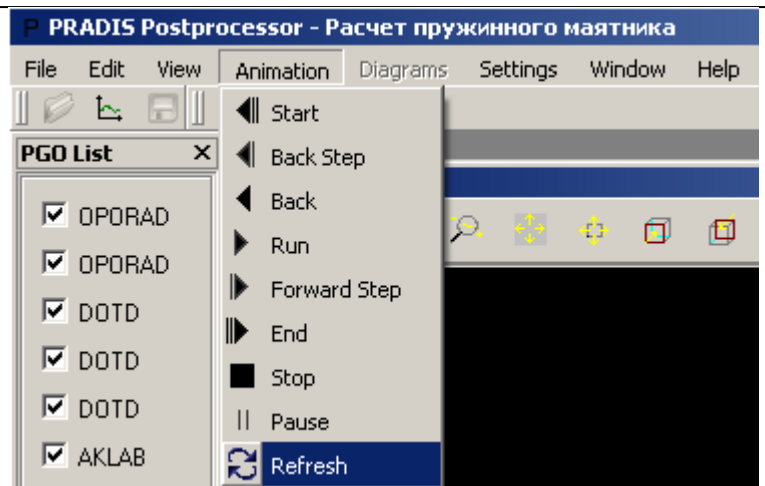 PRADIS Postprocessor - Расчет пружинного маятника
File Edit View Animation Diagrams Settings Window Help
PGO List
OPORAD
OPORAD
DOTD
DOTD
DOTD
AKLAB
Start
Back Step
Back
Run
Forward Step
End
Stop
Pause
Refresh